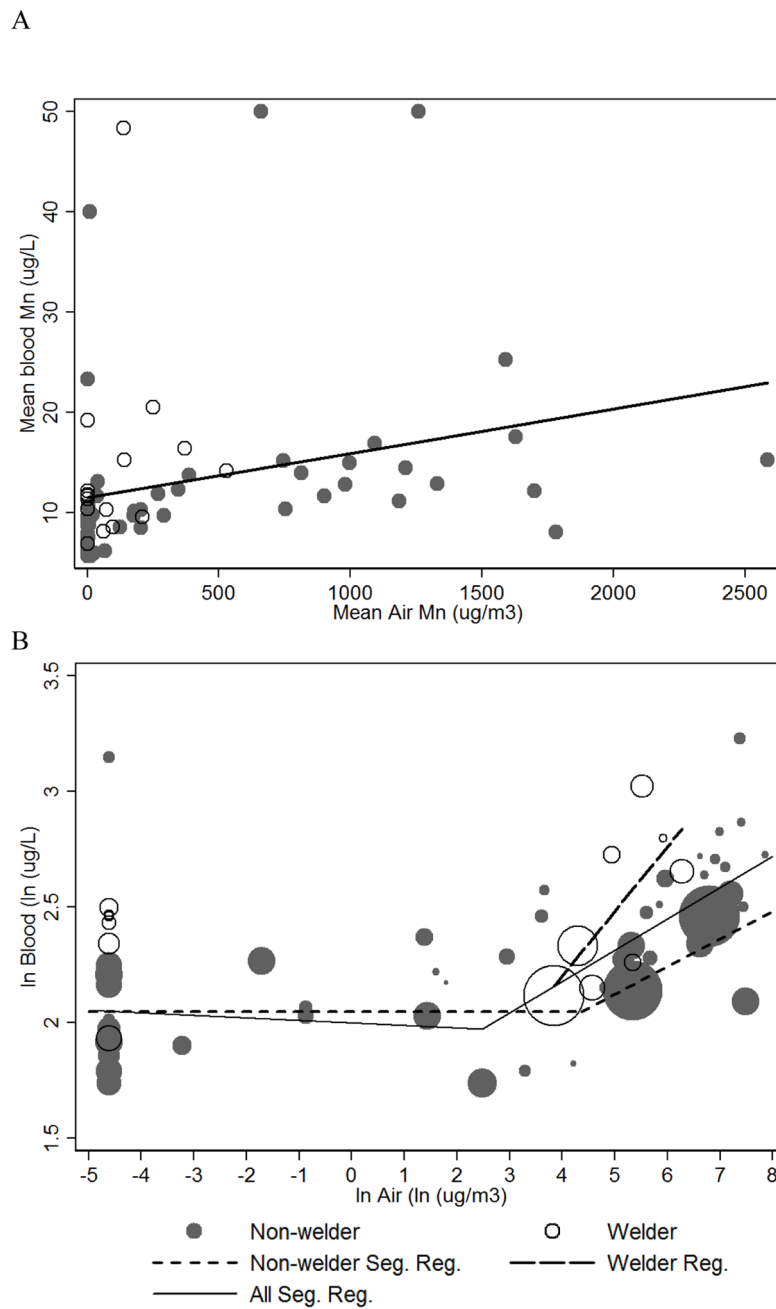 A
50
40
30
20
10
Mean blood Mn (ug/L)
0 500 1000 1500 2000 2500
Mean Air Mn (ug/m3)
B
3.5
3
2.5
2
1.5
ln Blood (ln (ug/L)
-5 -4 -3 -2 -1 0 1 2 3 4 5 6 7 8
ln Air (ln (ug/m3)
Non-welder Welder
Non-welder Seg. Reg. Welder Reg.
All Seg. Reg.